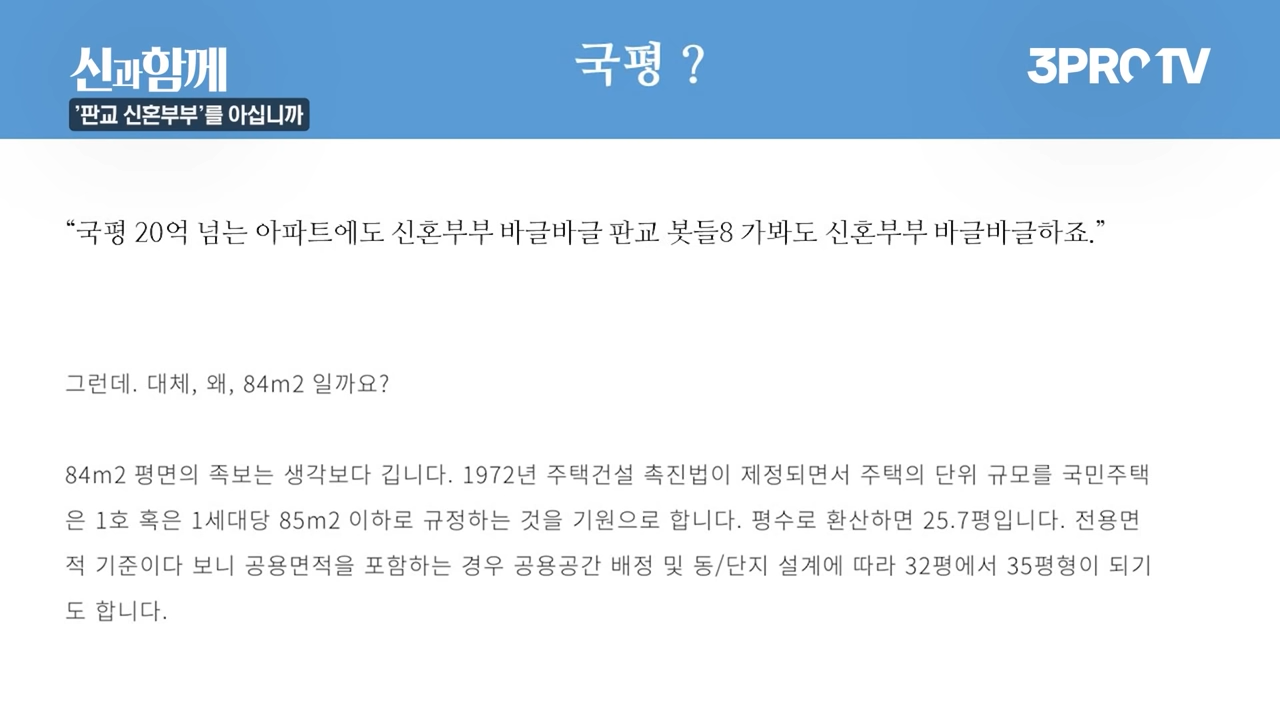 신과함께
'판교 신혼부부'를 아십니까
국평 ?
3PROTV
“국평 20억 넘는 아파트에도 신혼부부 바글바글 판교 봇들8 가봐도 신혼부부 바글바글하죠.”
그런데. 대체, 왜, 84m2 일까요?
84m2 평면의 족보는 생각보다 깁니다. 1972년 주택건설 촉진법이 제정되면서 주택의 단위 규모를 국민주택
은 1호 혹은 1세대당 85m2 이하로 규정하는 것을 기원으로 합니다. 평수로 환산하면 25.7평입니다. 전용면
적 기준이다 보니 공용면적을 포함하는 경우 공용공간 배정 및 동/단지 설계에 따라 32평에서 35평형이 되기
도 합니다.